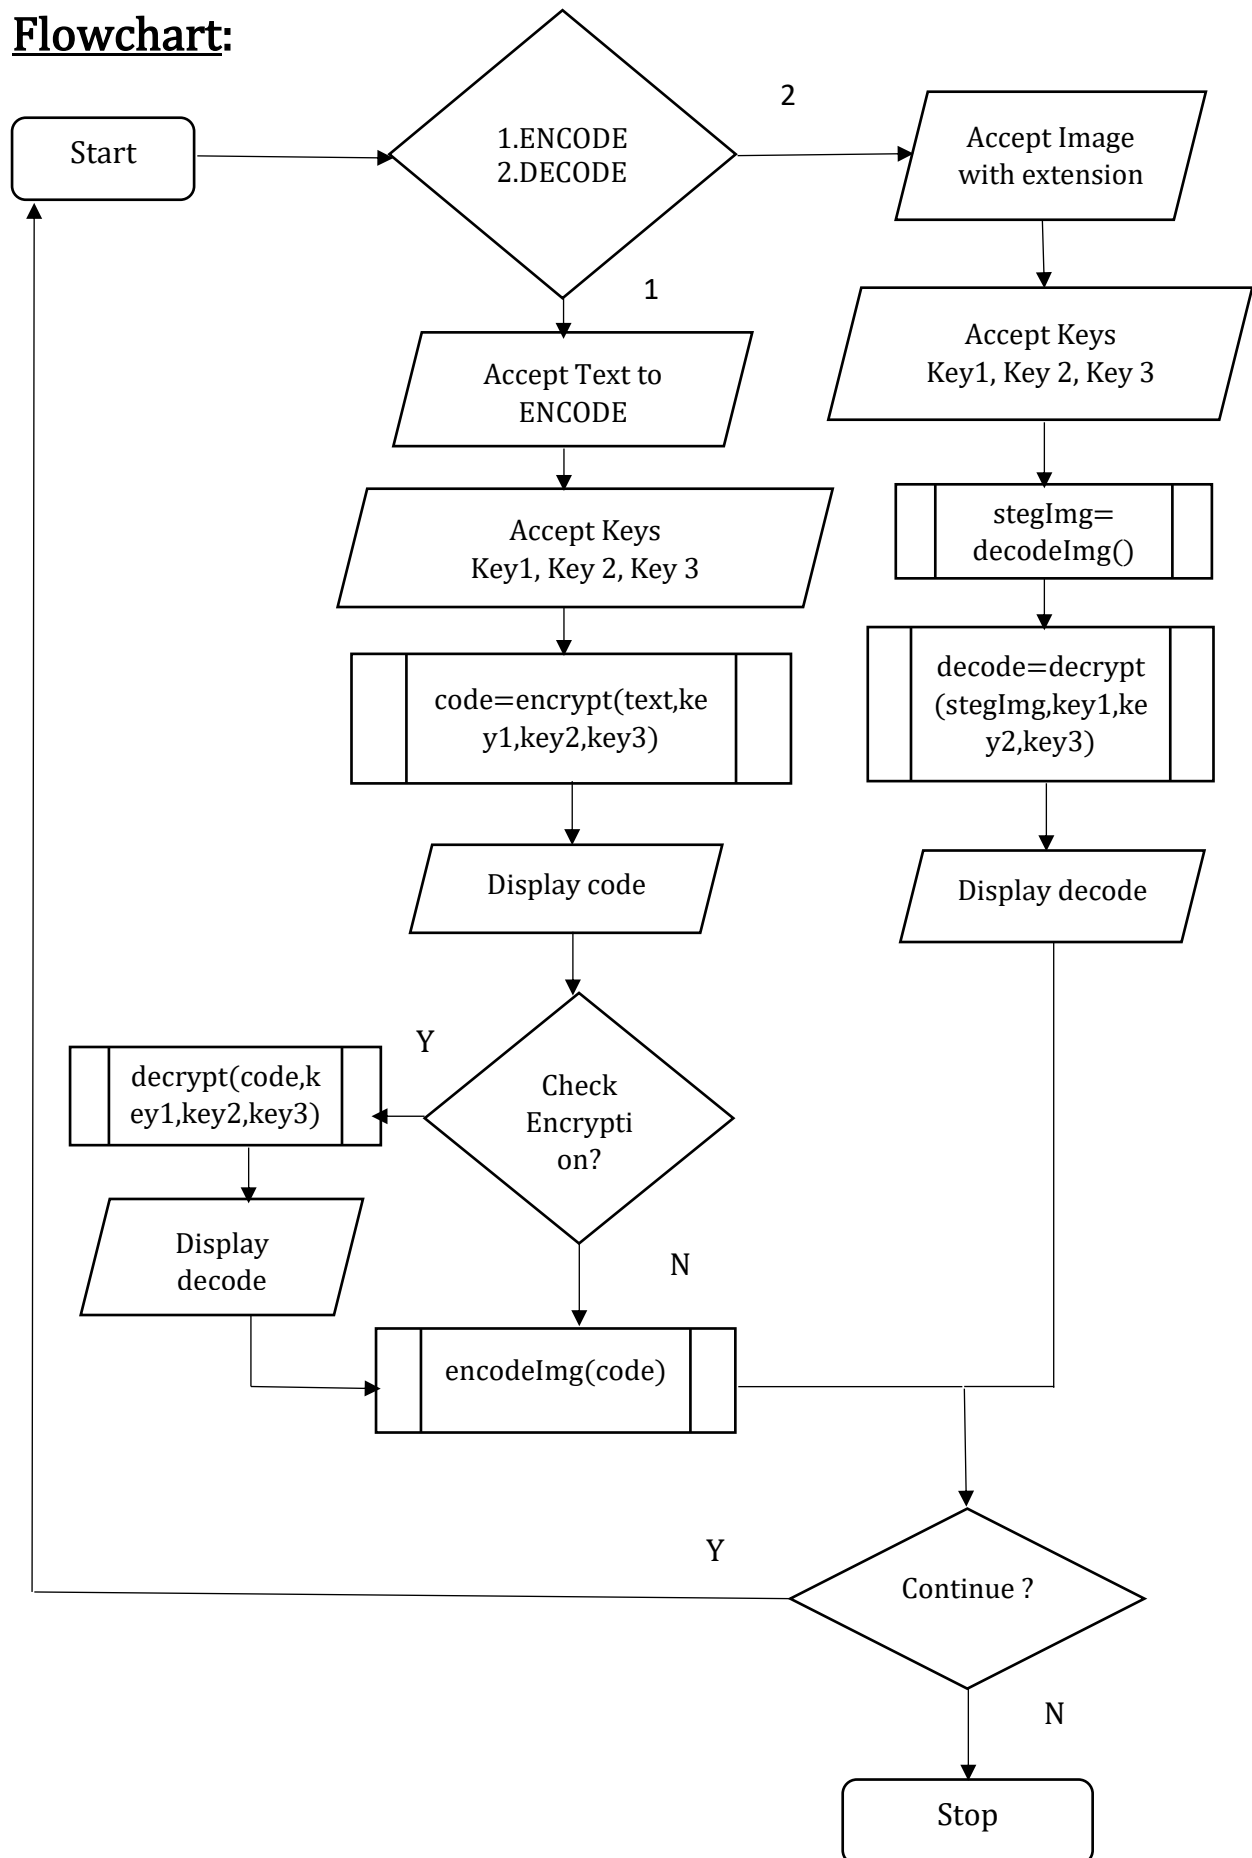 Flowchart:
Start
1.ENCODE
2.DECODE
2
Accept Image
with extension
1
Accept Text to
ENCODE
Accept Keys
Key1, Key 2, Key 3
Accept Keys
Key1, Key 2, Key 3
stegImg=
decodeImg()
code=encrypt(text,ke
y1,key2,key3)
decode=decrypt
(stegImg,key1,ke
y2,key3)
Display code
Display decode
Y
decrypt(code,k
ey1,key2,key3)
Check
Encrypti
on?
Display
decode
N
encodeImg(code)
Y
Continue ?
N
Stop